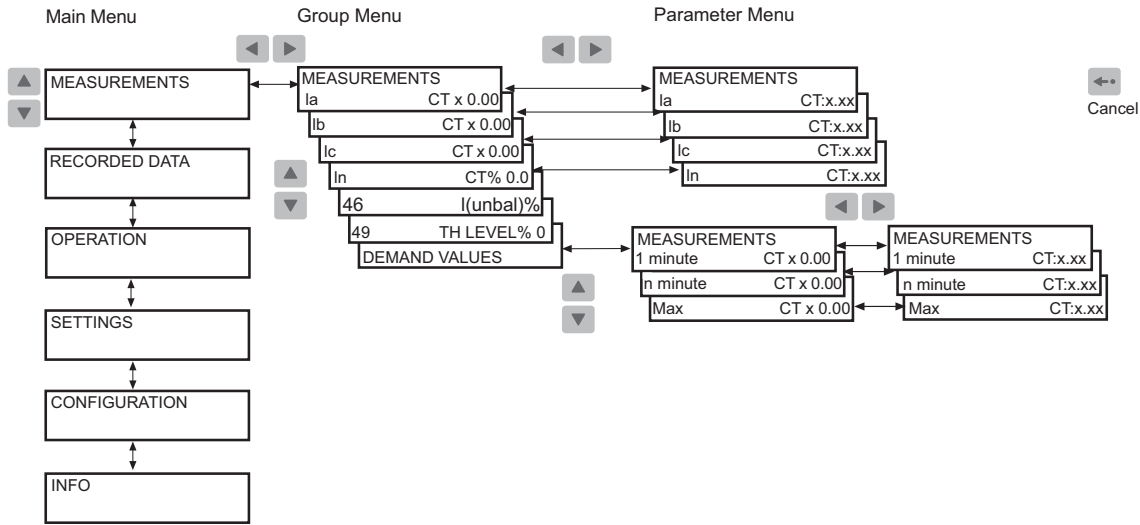 Main Menu
Group Menu
Parameter Menu
MEASUREMENTS
RECORDED DATA
OPERATION
SETTINGS
CONFIGURATION
INFO
MEASUREMENTS
Ia CT x 0.00
Ib CT x 0.00
Ic CT x 0.00
In CT% 0.0
46 I(unbal)%
49 TH LEVEL% 0
DEMAND VALUES
MEASUREMENTS
Ia CT:x.xx
Ib CT:x.xx
Ic CT:x.xx
In CT:x.xx
MEASUREMENTS
1 minute CT x 0.00
n minute CT x 0.00
Max CT x 0.00
MEASUREMENTS
1 minute CT:x.xx
n minute CT:x.xx
Max CT:x.xx
Cancel